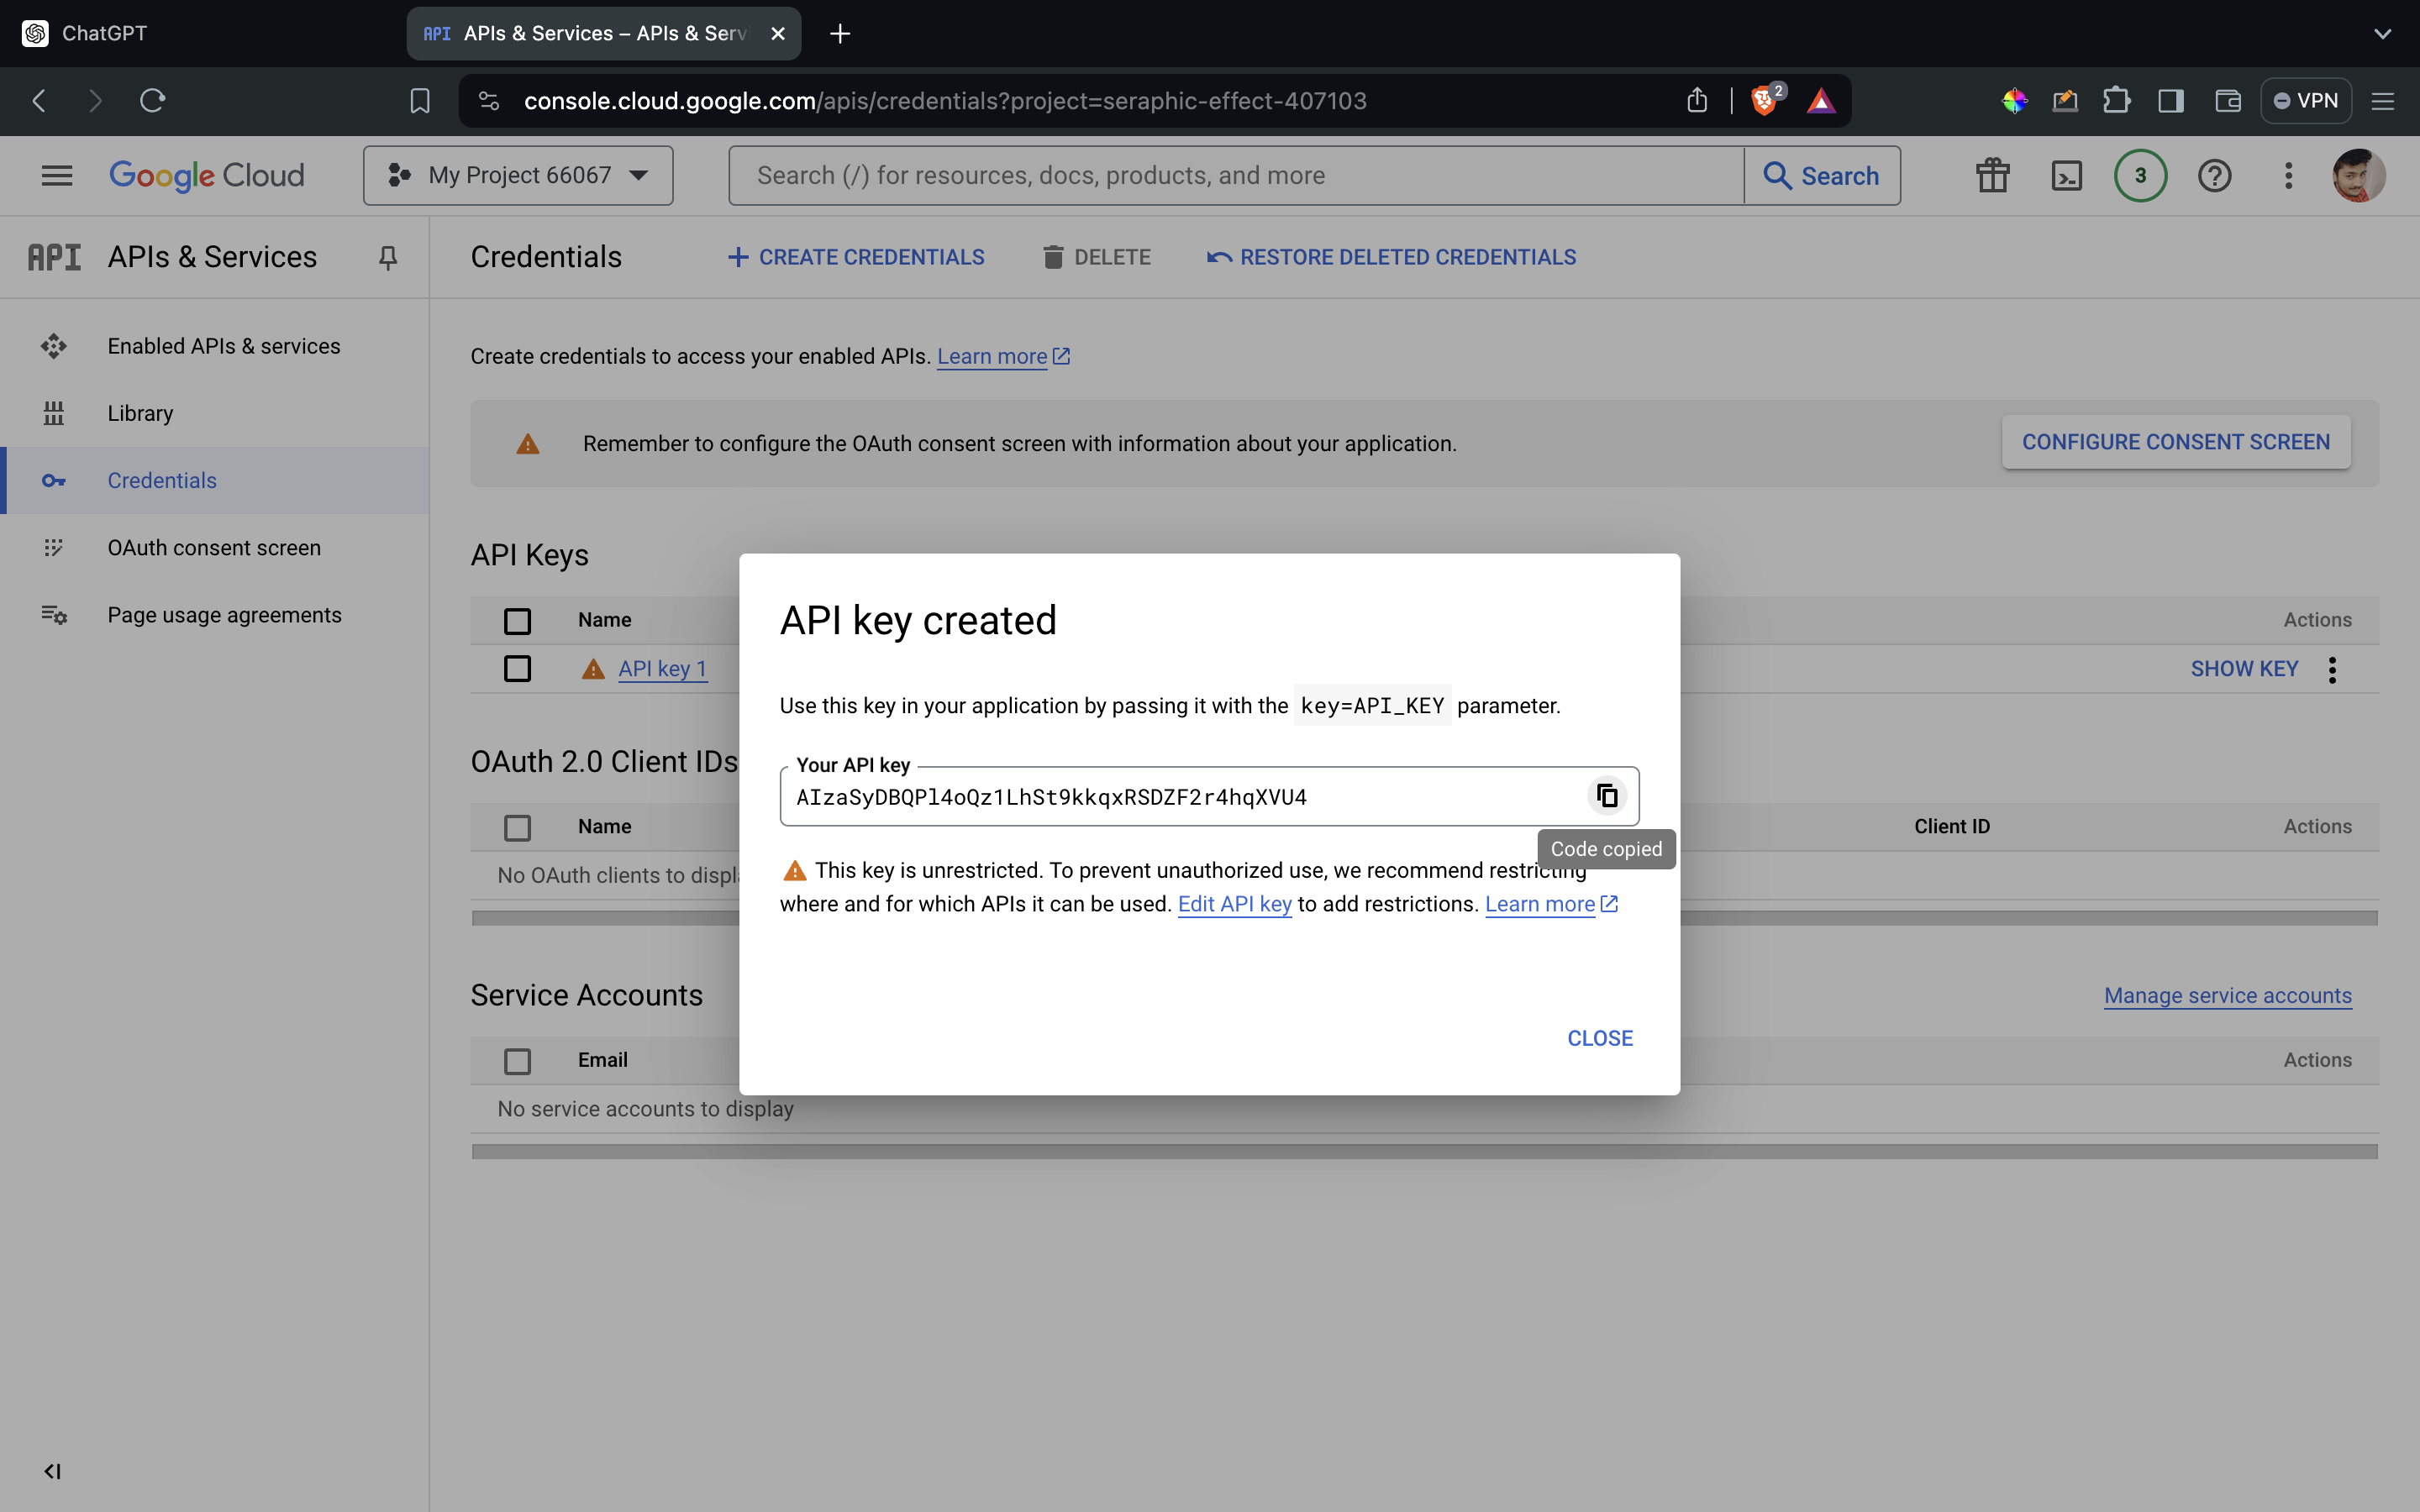 ChatGPT
API APIs & Services – APIs & Serv
console.cloud.google.com/apis/credentials?project=seraphic-effect-407103
2
VPN
Google Cloud
My Project 66067
Search (/) for resources, docs, products, and more
Search
3
API APIs & Services
Credentials
CREATE CREDENTIALS
DELETE
RESTORE DELETED CREDENTIALS
Enabled APIs & services
Library
Credentials
OAuth consent screen
Page usage agreements
Create credentials to access your enabled APIs. Learn more
Remember to configure the OAuth consent screen with information about your application.
CONFIGURE CONSENT SCREEN
API Keys
Name
Actions
API key 1
SHOW KEY
OAuth 2.0 Client IDs
Name
Client ID
Actions
No OAuth clients to displ
Service Accounts
Manage service accounts
Email
Actions
No service accounts to display
API key created
Use this key in your application by passing it with the key=API_KEY parameter.
Your API key
AIzaSyDBQPl4oQz1LhSt9kkqxRSDZF2r4hqXVU4
Code copied
This key is unrestricted. To prevent unauthorized use, we recommend restricting
where and for which APIs it can be used. Edit API key to add restrictions. Learn more
CLOSE